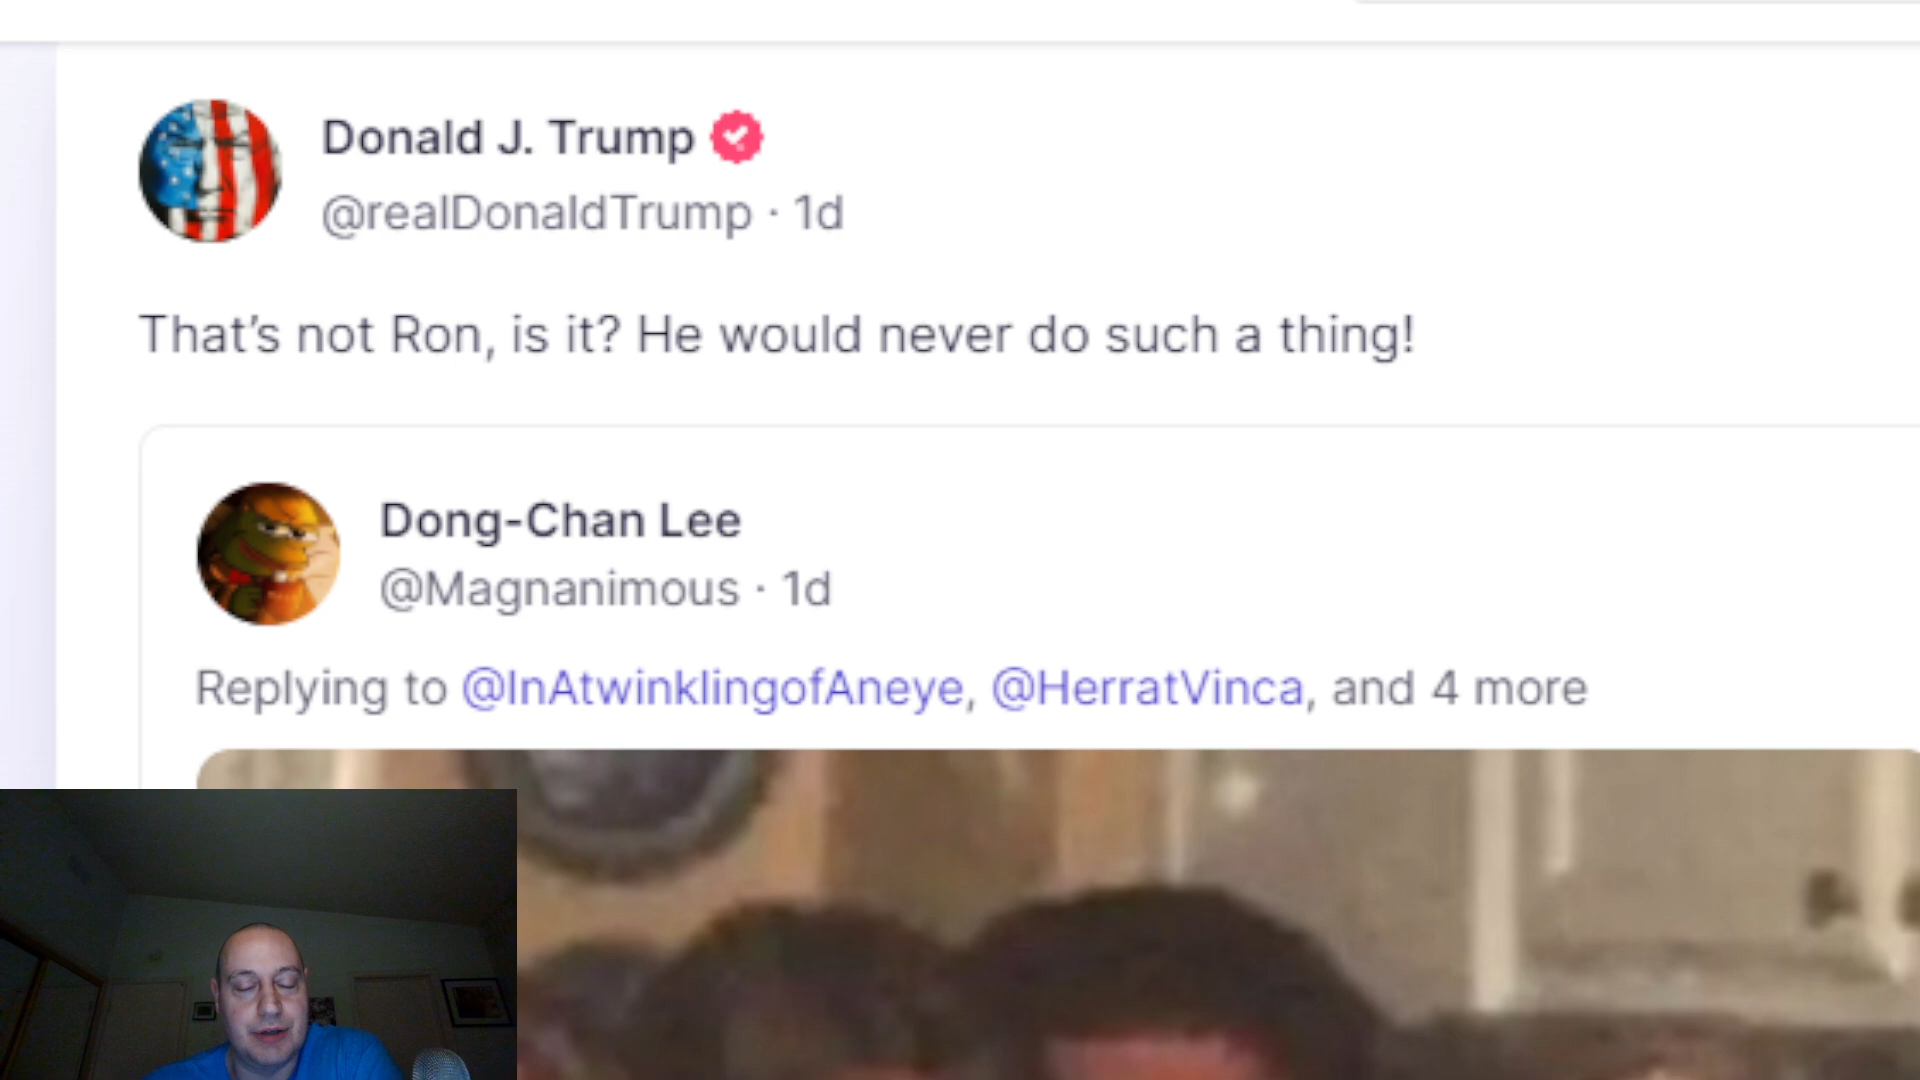 Donald J. Trump
@realDonaldTrump · 1d
That’s not Ron, is it? He would never do such a thing!
Dong-Chan Lee
@Magnanimous · 1d
Replying to @InAtwinklingofAneye, @HerratVinca, and 4 more